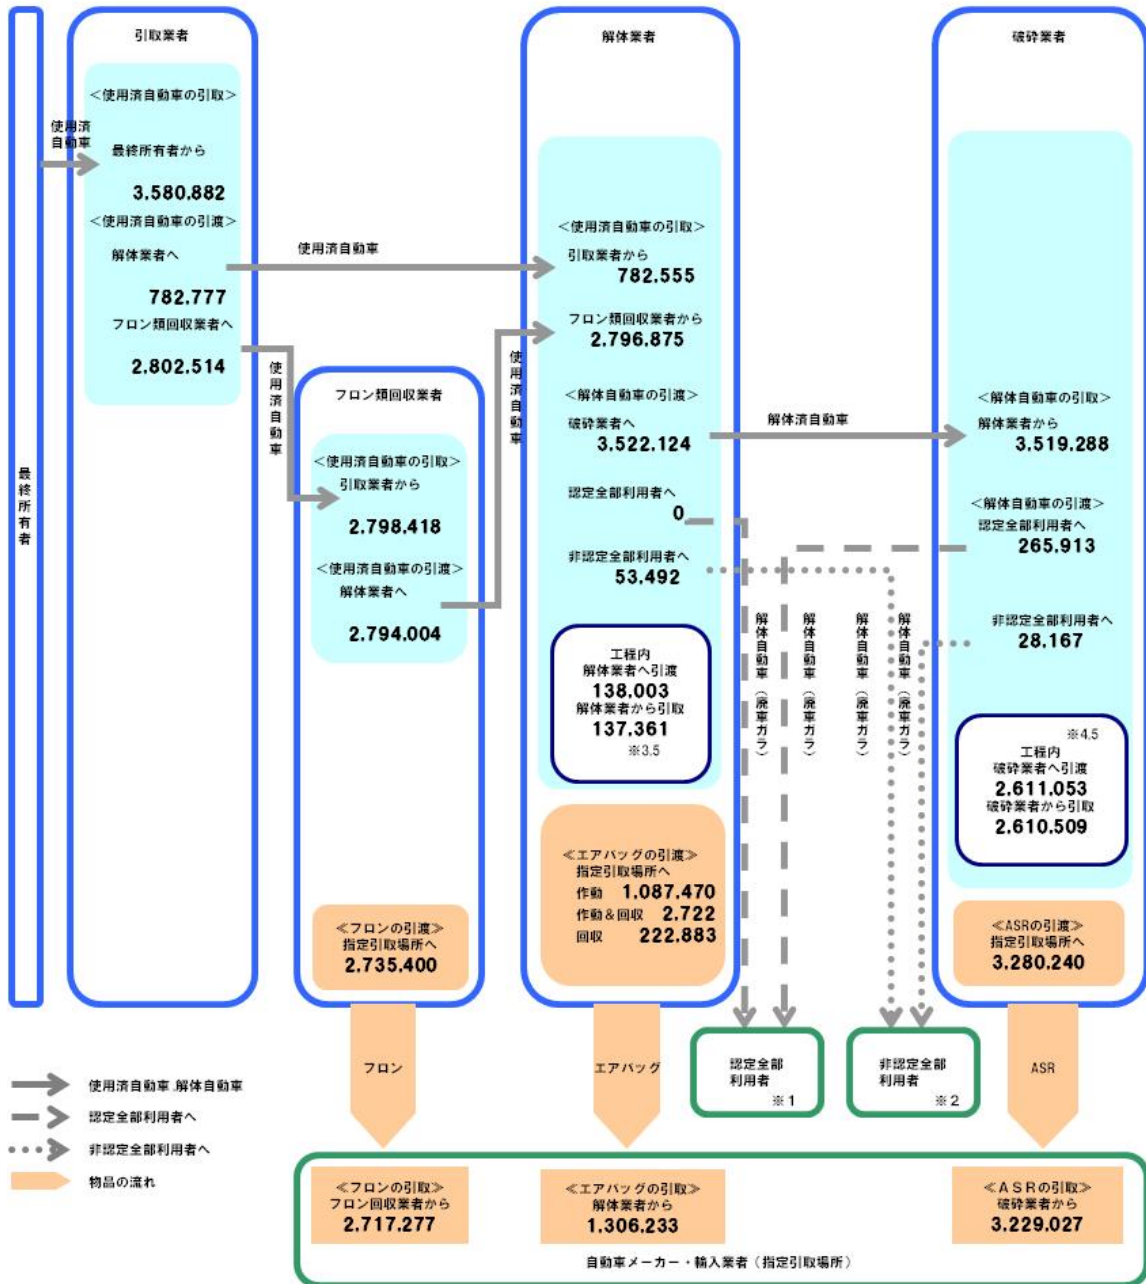 最終所有者
使用済
自動車
引取業者
<使用済自動車の引取>
最終所有者から
3.580.882
<使用済自動車の引渡>
解体業者へ
782.777
フロン類回収業者へ
2.802.514
使用済自動車
使用済自動車
フロン類回収業者
<使用済自動車の引取>
引取業者から
2.798.418
<使用済自動車の引渡>
解体業者へ
2.794.004
≪フロンの引渡≫
指定引取場所へ
2.735.400
使用済自動車
解体業者
<使用済自動車の引取>
引取業者から
782.555
フロン類回収業者から
2.796.875
<解体自動車の引渡>
破砕業者へ
3.522.124
認定全部利用者へ
0
非認定全部利用者へ
53.492
工程内
解体業者へ引渡
138.003
解体業者から引取
137.361
※3.5
≪エアバッグの引渡≫
指定引取場所へ
作動 1.087.470
作動&回収 2.722
回収 222.883
解体済自動車
解体自動車(廃車ガラ)
解体自動車(廃車ガラ)
解体自動車(廃車ガラ)
解体自動車(廃車ガラ)
破砕業者
<解体自動車の引取>
解体業者から
3.519.288
<解体自動車の引渡>
認定全部利用者へ
265.913
非認定全部利用者へ
28.167
※4.5
工程内
破砕業者へ引渡
2.611.053
破砕業者から引取
2.610.509
≪ASRの引渡≫
指定引取場所へ
3.280.240
フロン
エアバッグ
認定全部
利用者
※1
非認定全部
利用者
※2
ASR
使用済自動車.解体自動車
認定全部利用者へ
非認定全部利用者へ
物品の流れ
≪フロンの引取≫
フロン回収業者から
2.717.277
≪エアバッグの引取≫
解体業者から
1.306.233
≪ASRの引取≫
破砕業者から
3.229.027
自動車メーカー・輸入業者(指定引取場所)